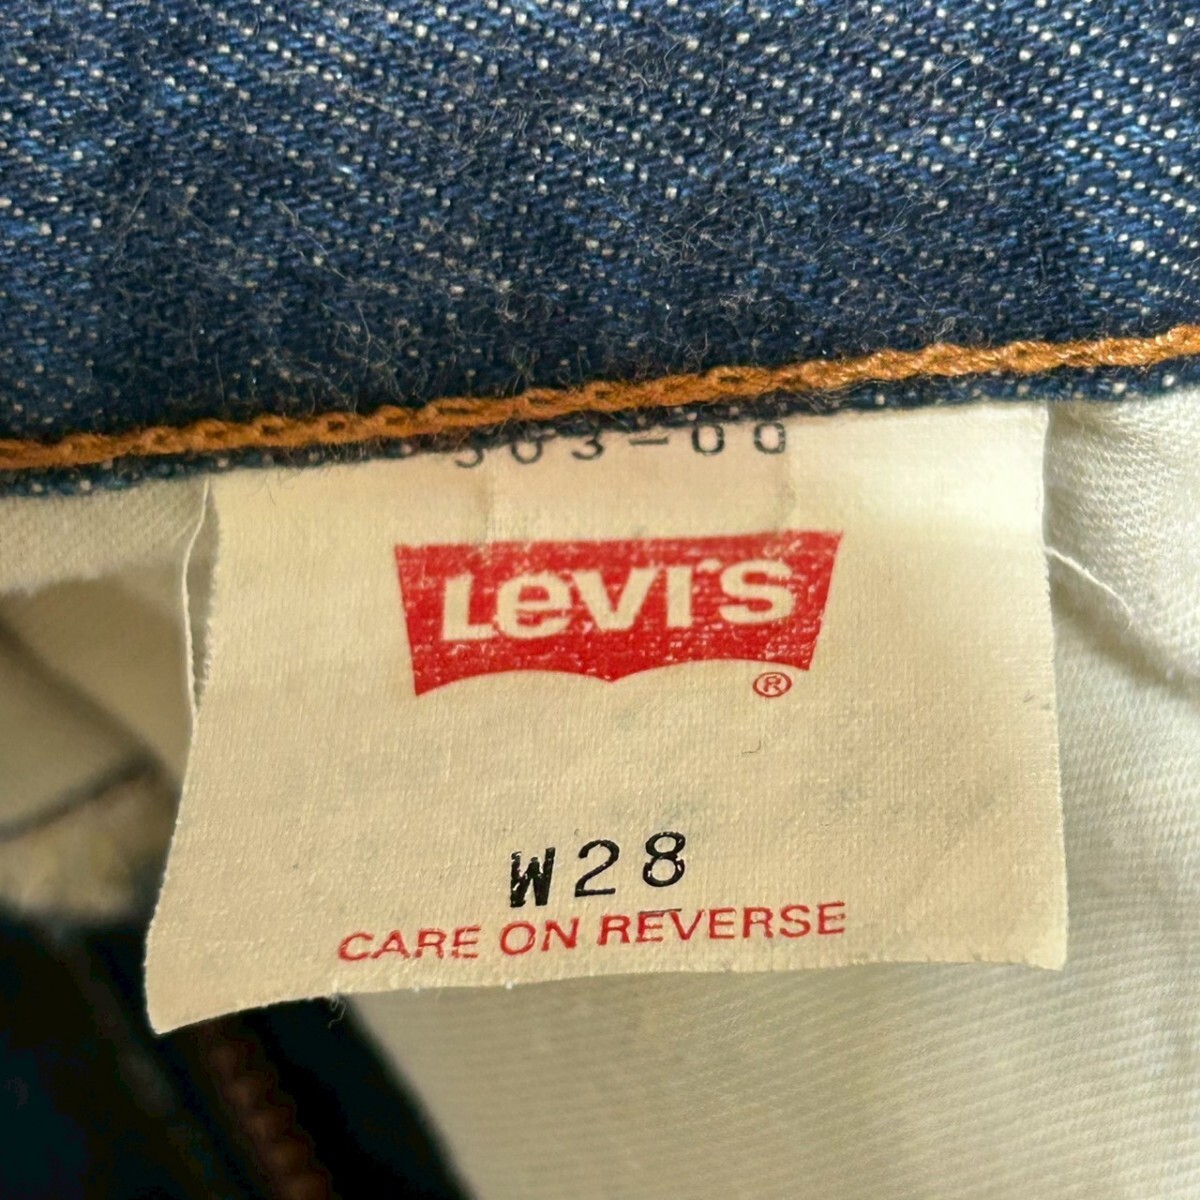 503-00
LEVI'S
®
W28
CARE ON REVERSE